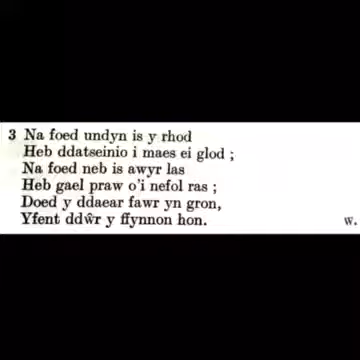 3 Na foed undyn is y rhod
Heb ddatseinio i maes ei glod ;
Na foed neb is awyr las
Heb gael praw o'i nefol ras ;
Doed y ddaear fawr yn gron,
Yfent ddŵr y ffynnon hon. W.